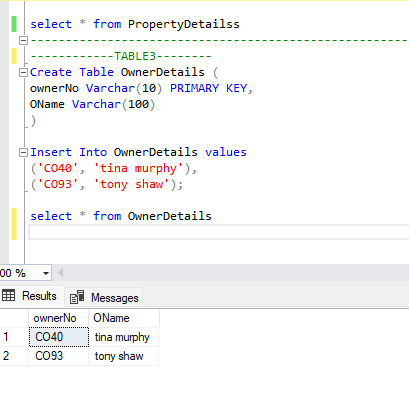 select * from PropertyDetailss
--------------------------------------------------------
------------TABLE3--------
Create Table OwnerDetails (
ownerNo Varchar(10) PRIMARY KEY,
OName Varchar(100)
)
Insert Into OwnerDetails values
('CO40', 'tina murphy'),
('CO93', 'tony shaw');
select * from OwnerDetails
00 %
Results Messages
ownerNo OName
1 CO40 tina murphy
2 CO93 tony shaw